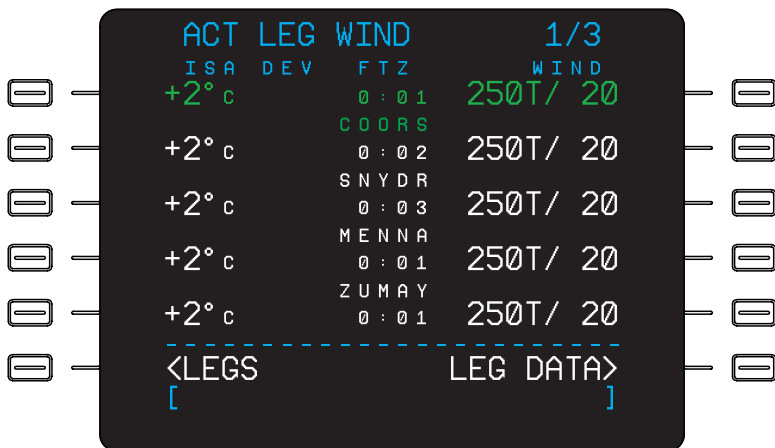 ACT LEG WIND 1/3
ISA DEV FTZ WIND
+2°C 0:01 250T/ 20
COORS
+2°C 0:02 250T/ 20
SNYDR
+2°C 0:03 250T/ 20
MENNA
+2°C 0:01 250T/ 20
ZUMAY
+2°C 0:01 250T/ 20
------------------------
<LEGS LEG DATA>
[ ]